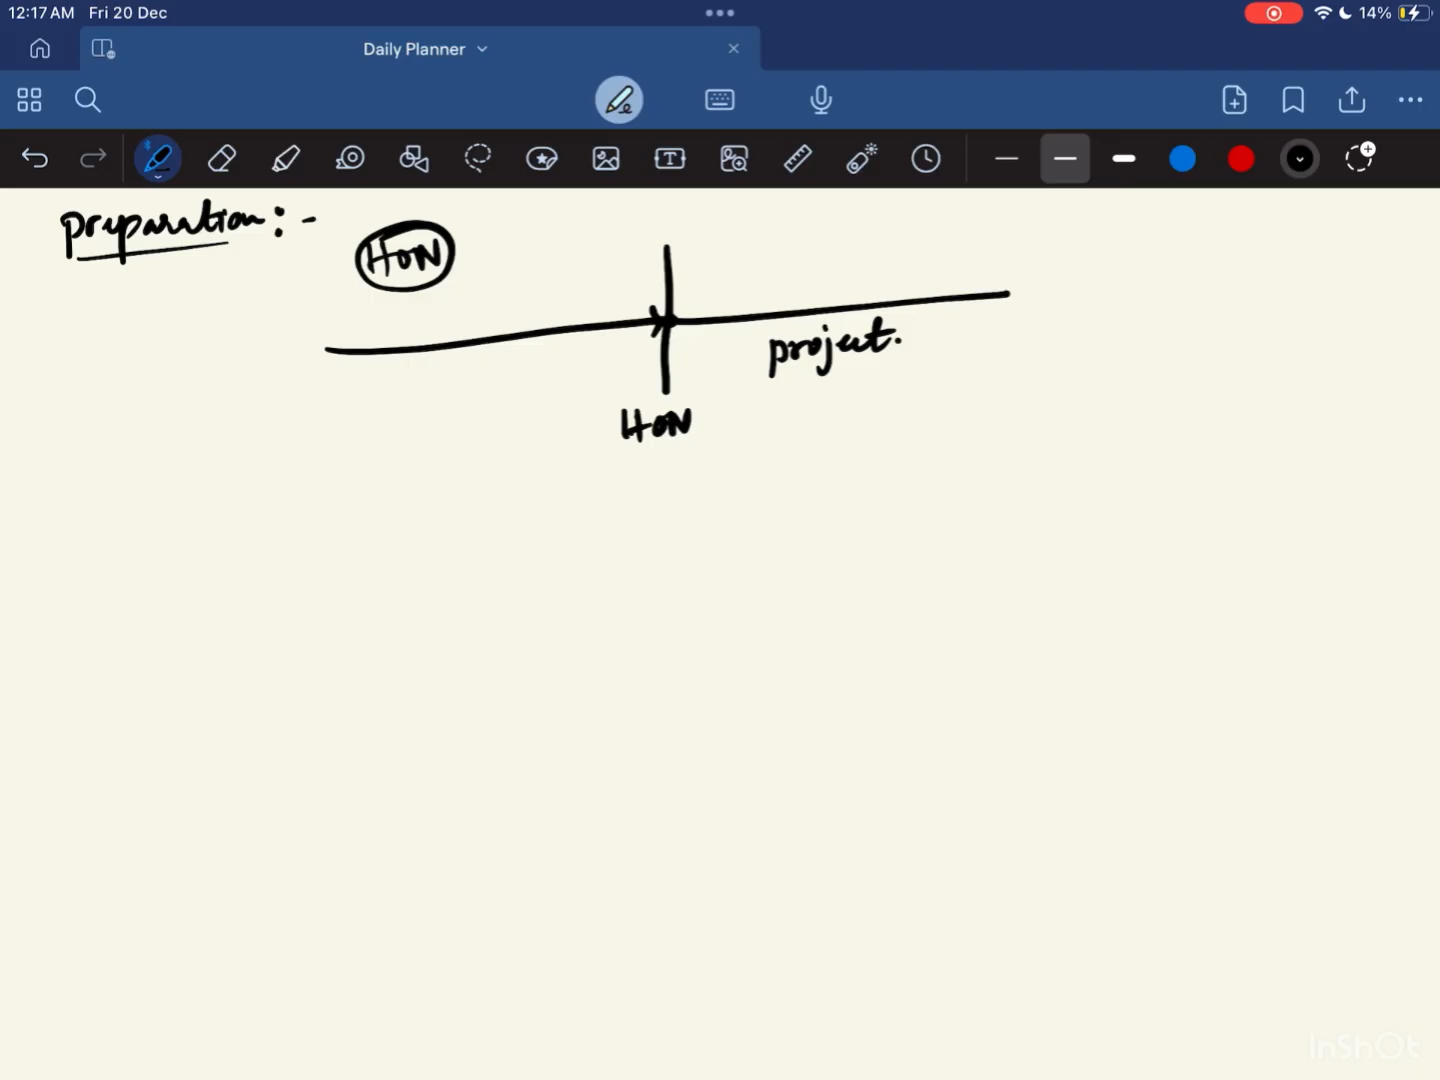 12:17 AM Fri 20 Dec
14%
Daily Planner
preparation:-
HON
project.
HON
InShOt